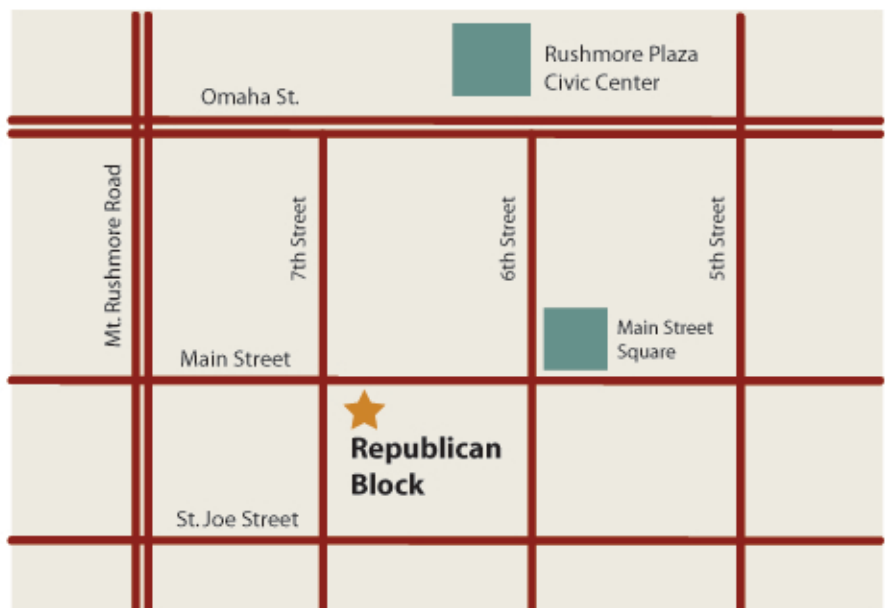 Rushmore Plaza
Civic Center
Omaha St.
Mt. Rushmore Road
7th Street
6th Street
5th Street
Main Street
Square
Main Street
Republican
Block
St. Joe Street